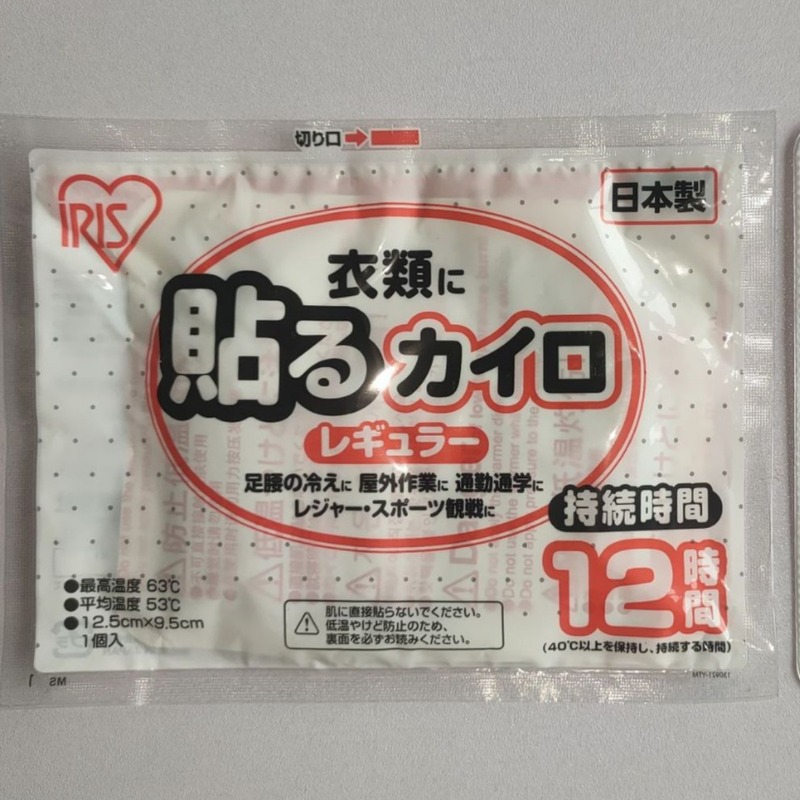 切り口
IRIS
日本製
衣類に
貼るカイロ
レギュラー
足腰の冷えに 屋外作業に 通勤通学に
レジャー・スポーツ観戦に
持続時間
12時間
(40℃以上を保持し、持続する時間)
●最高温度 63℃
●平均温度 53℃
●12.5cm×9.5cm
1個入
肌に直接貼らないでください。
低温やけど防止のため、
裏面を必ずお読みください。